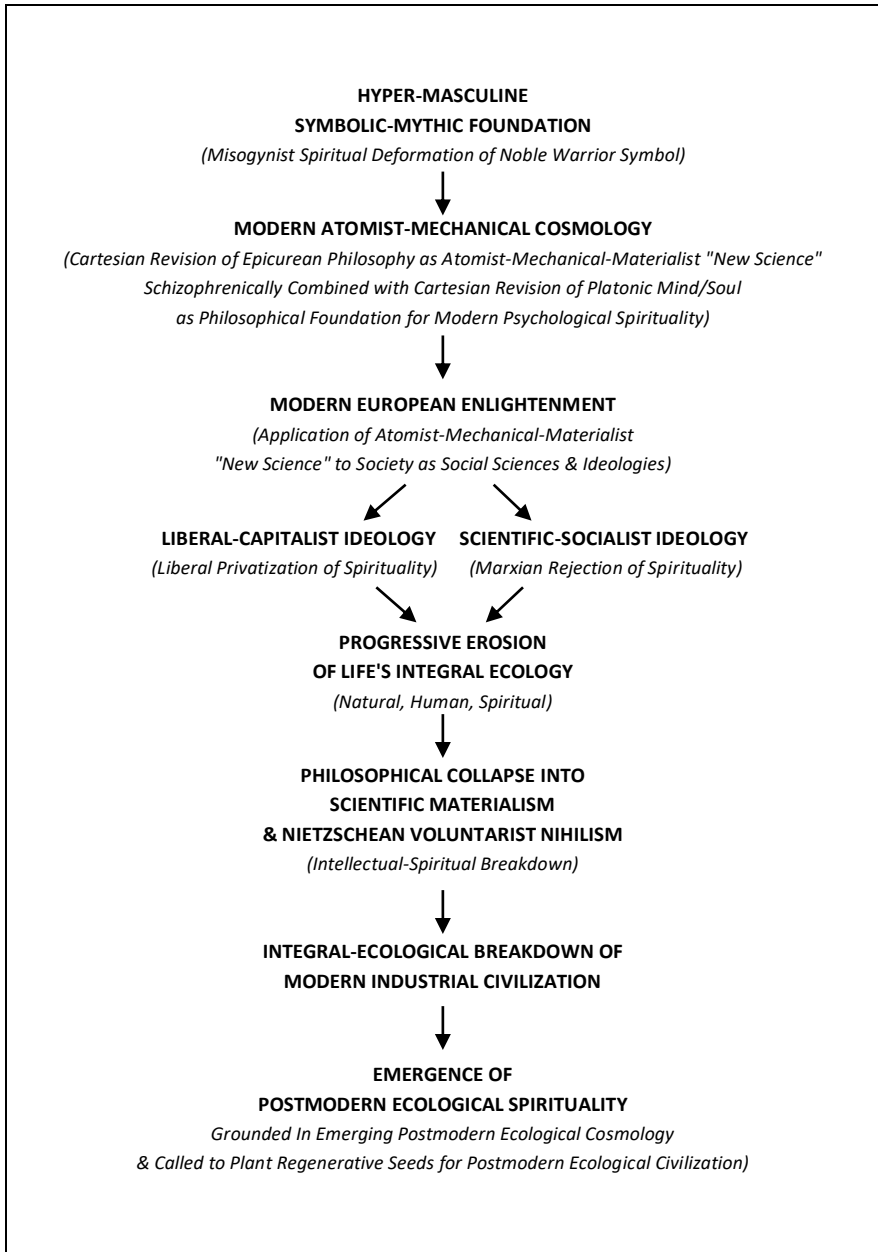 HYPER-MASCULINE
SYMBOLIC-MYTHIC FOUNDATION
(Misogynist Spiritual Deformation of Noble Warrior Symbol)
MODERN ATOMIST-MECHANICAL COSMOLOGY
(Cartesian Revision of Epicurean Philosophy as Atomist-Mechanical-Materialist "New Science"
Schizophrenically Combined with Cartesian Revision of Platonic Mind/Soul
as Philosophical Foundation for Modern Psychological Spirituality)
MODERN EUROPEAN ENLIGHTENMENT
(Application of Atomist-Mechanical-Materialist
"New Science" to Society as Social Sciences & Ideologies)
LIBERAL-CAPITALIST IDEOLOGY
(Liberal Privatization of Spirituality)
SCIENTIFIC-SOCIALIST IDEOLOGY
(Marxian Rejection of Spirituality)
PROGRESSIVE EROSION
OF LIFE'S INTEGRAL ECOLOGY
(Natural, Human, Spiritual)
PHILOSOPHICAL COLLAPSE INTO
SCIENTIFIC MATERIALISM
& NIETZSCHEAN VOLUNTARIST NIHILISM
(Intellectual-Spiritual Breakdown)
INTEGRAL-ECOLOGICAL BREAKDOWN OF
MODERN INDUSTRIAL CIVILIZATION
EMERGENCE OF
POSTMODERN ECOLOGICAL SPIRITUALITY
Grounded In Emerging Postmodern Ecological Cosmology
& Called to Plant Regenerative Seeds for Postmodern Ecological Civilization)